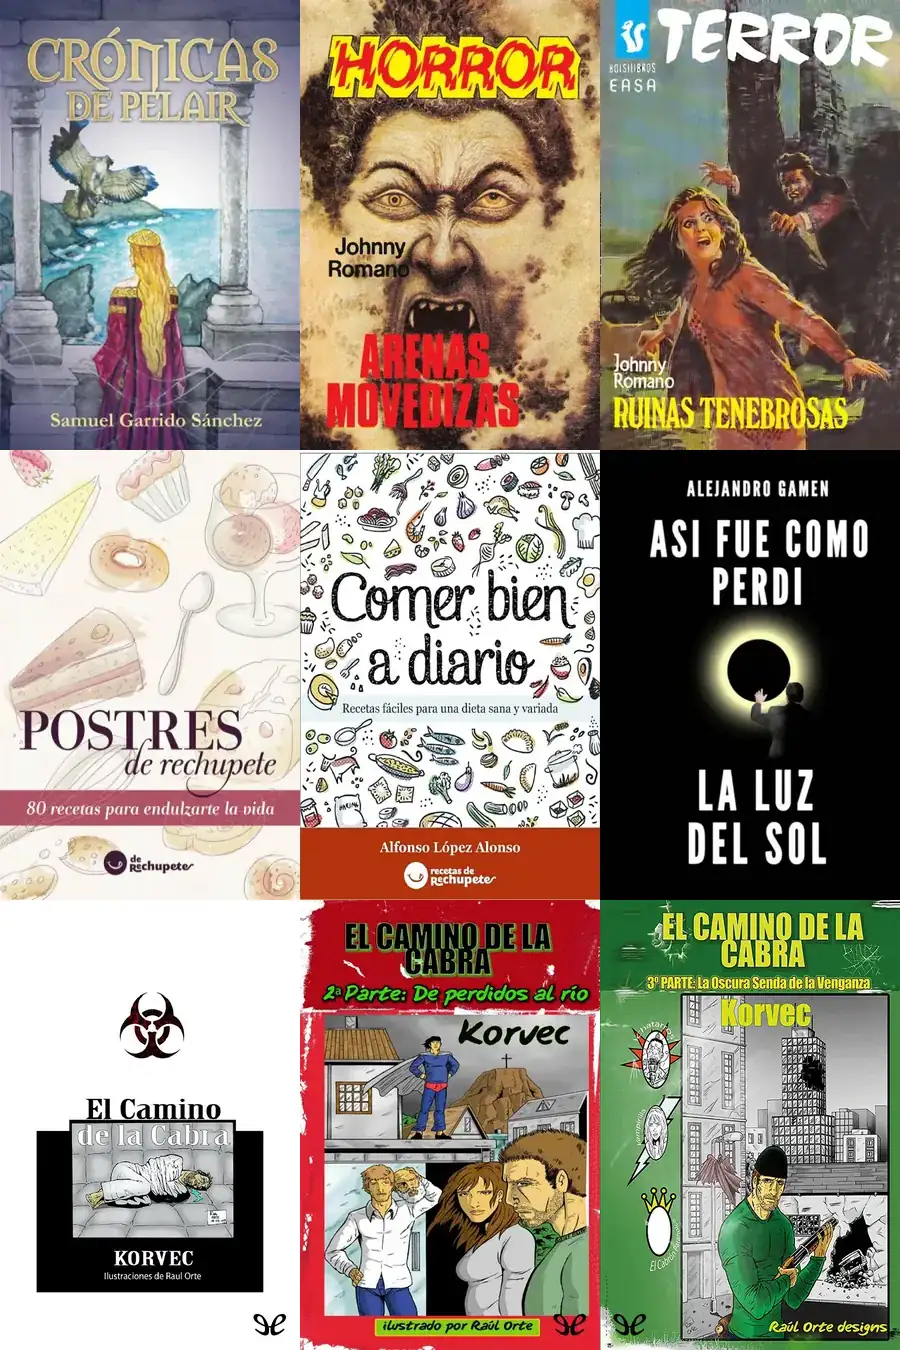 CRÓNICAS
DE PELAIR
Samuel Garrido Sánchez
HORROR
Johnny
Romano
ARENAS
MOVEDIZAS
BOLSILIBROS
EASA
TERROR
Johnny
Romano
RUINAS TENEBROSAS
POSTRES
de rechupete
80 recetas para endulzarte la vida
de
Rechupete
Comer bien
a diario
Recetas fáciles para una dieta sana y variada
HARINA
Alfonso López Alonso
recetas de
Rechupete
ALEJANDRO GAMEN
ASI FUE COMO
PERDI
LA LUZ
DEL SOL
El Camino
de la Cabra
KORVEC
Ilustraciones de Raul Orte
EL CAMINO DE LA
CABRA
2ª Parte: De perdidos al río
Korvec
ilustrado por Raúl Orte
EL CAMINO DE LA
CABRA
3ª PARTE: La Oscura Senda de la Venganza
Korvec
Raúl Orte designs